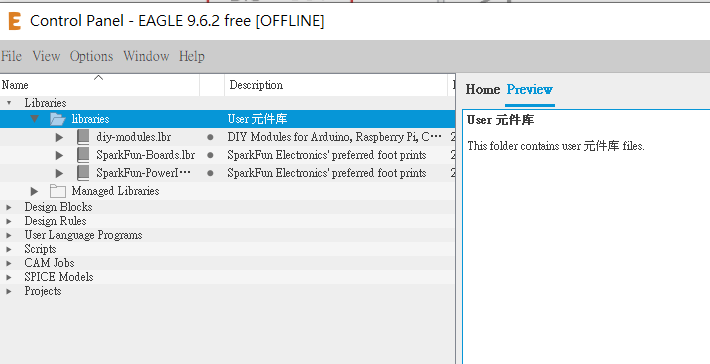 Control Panel - EAGLE 9.6.2 free [OFFLINE]
File View Options Window Help
Name Description
Home Preview
Libraries
libraries User 元件库
User 元件库
diy-modules.lbr DIY Modules for Arduino, Raspberry Pi, C⋯ 2
This folder contains user 元件库 files.
SparkFun-Boards.lbr SparkFun Electronics' preferred foot prints 2
SparkFun-PowerI⋯ SparkFun Electronics' preferred foot prints 2
Managed Libraries
Design Blocks
Design Rules
User Language Programs
Scripts
CAM Jobs
SPICE Models
Projects